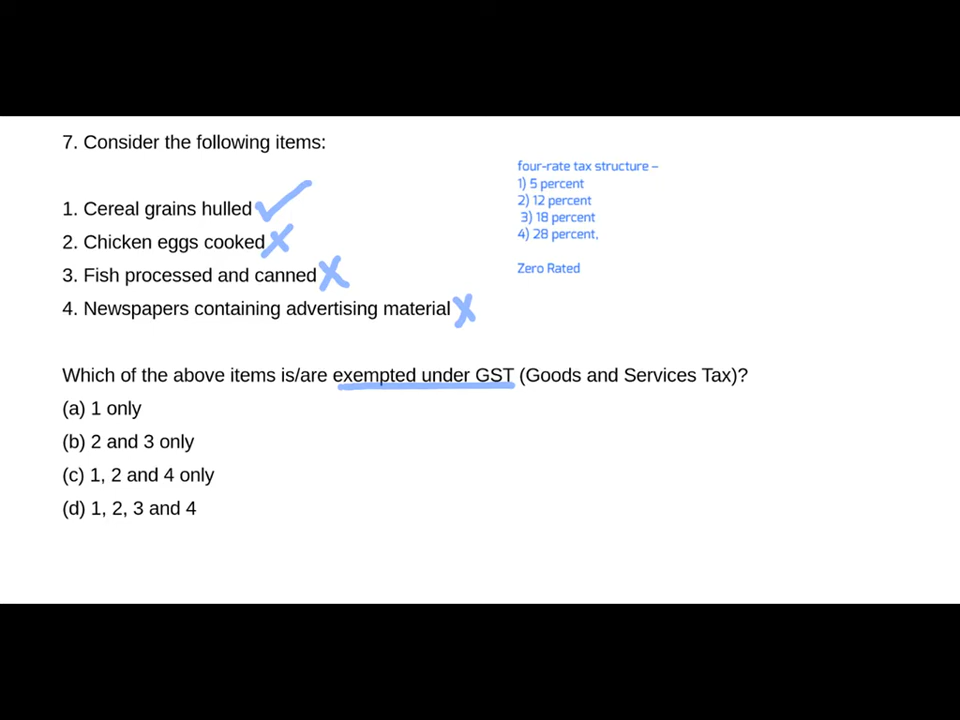 7. Consider the following items:
four-rate tax structure –
1) 5 percent
2) 12 percent
3) 18 percent
4) 28 percent,
Zero Rated
1. Cereal grains hulled
2. Chicken eggs cooked
3. Fish processed and canned
4. Newspapers containing advertising material
Which of the above items is/are exempted under GST (Goods and Services Tax)?
(a) 1 only
(b) 2 and 3 only
(c) 1, 2 and 4 only
(d) 1, 2, 3 and 4